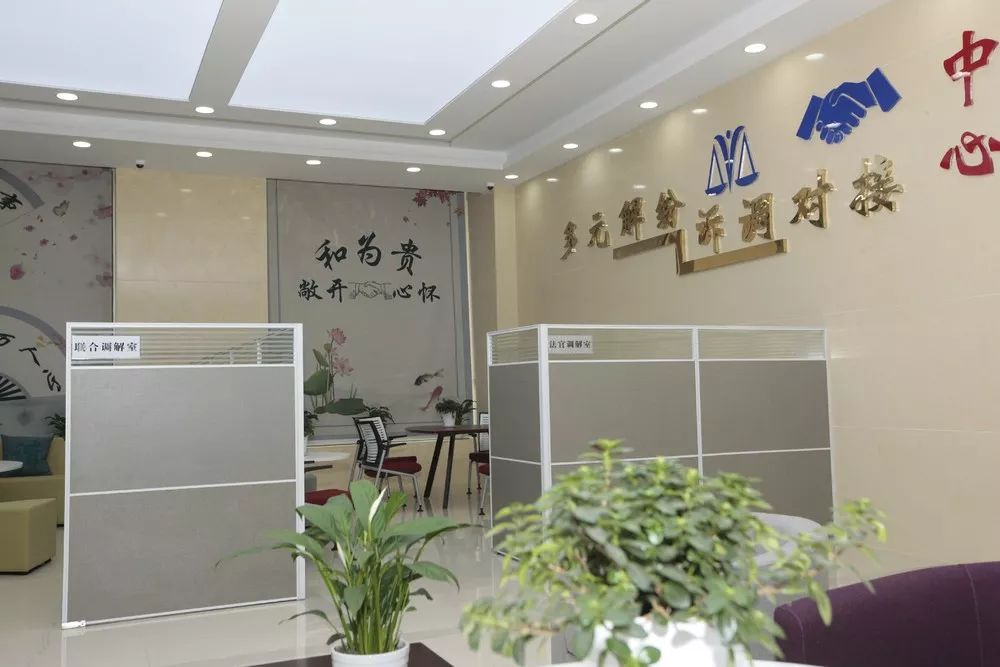 和为贵
敞开 心怀
联合调解室
法官调解室
多元解纷诉调对接
中心